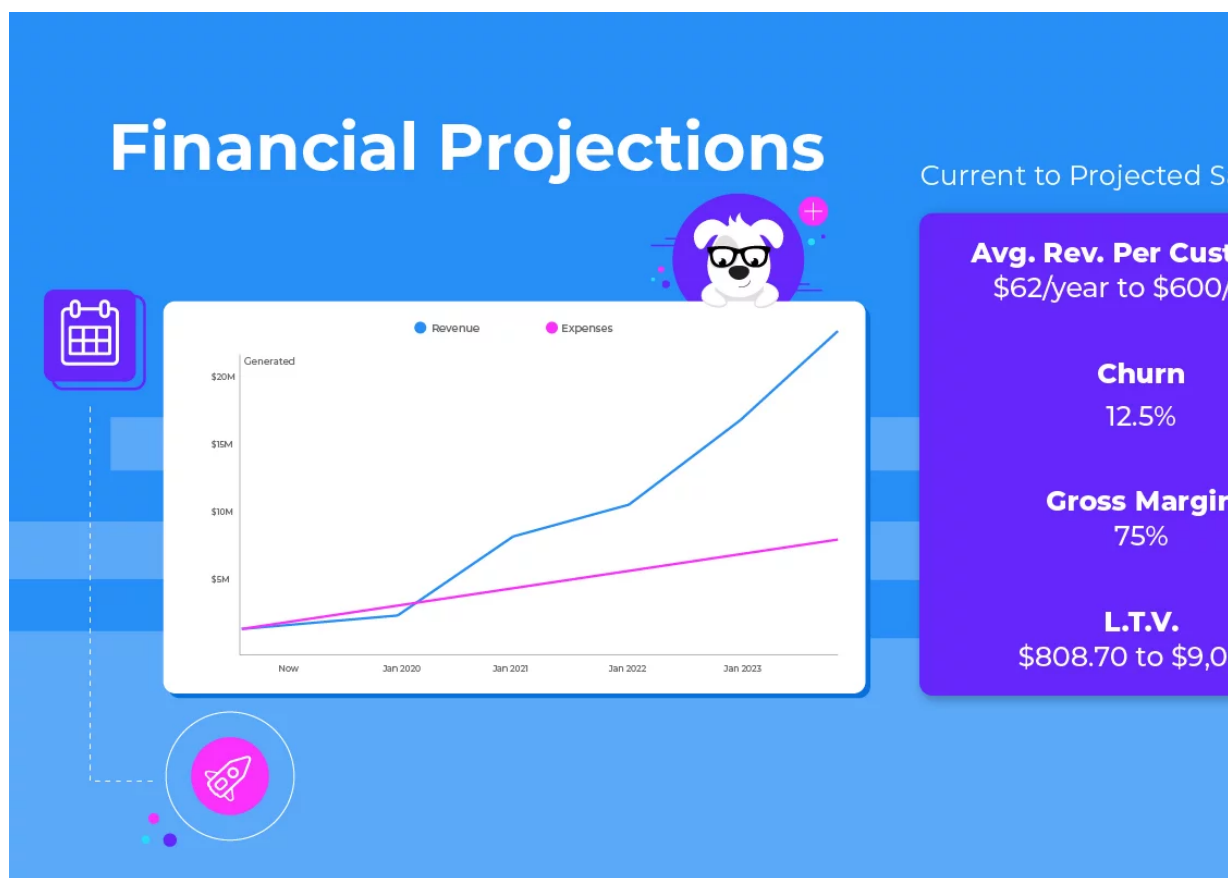 Financial Projections
Current to Projected S
Revenue
Expenses
Generated
$20M
$15M
$10M
$5M
Now
Jan 2020
Jan 2021
Jan 2022
Jan 2023
Avg. Rev. Per Cust
$62/year to $600/
Churn
12.5%
Gross Margin
75%
L.T.V.
$808.70 to $9,0